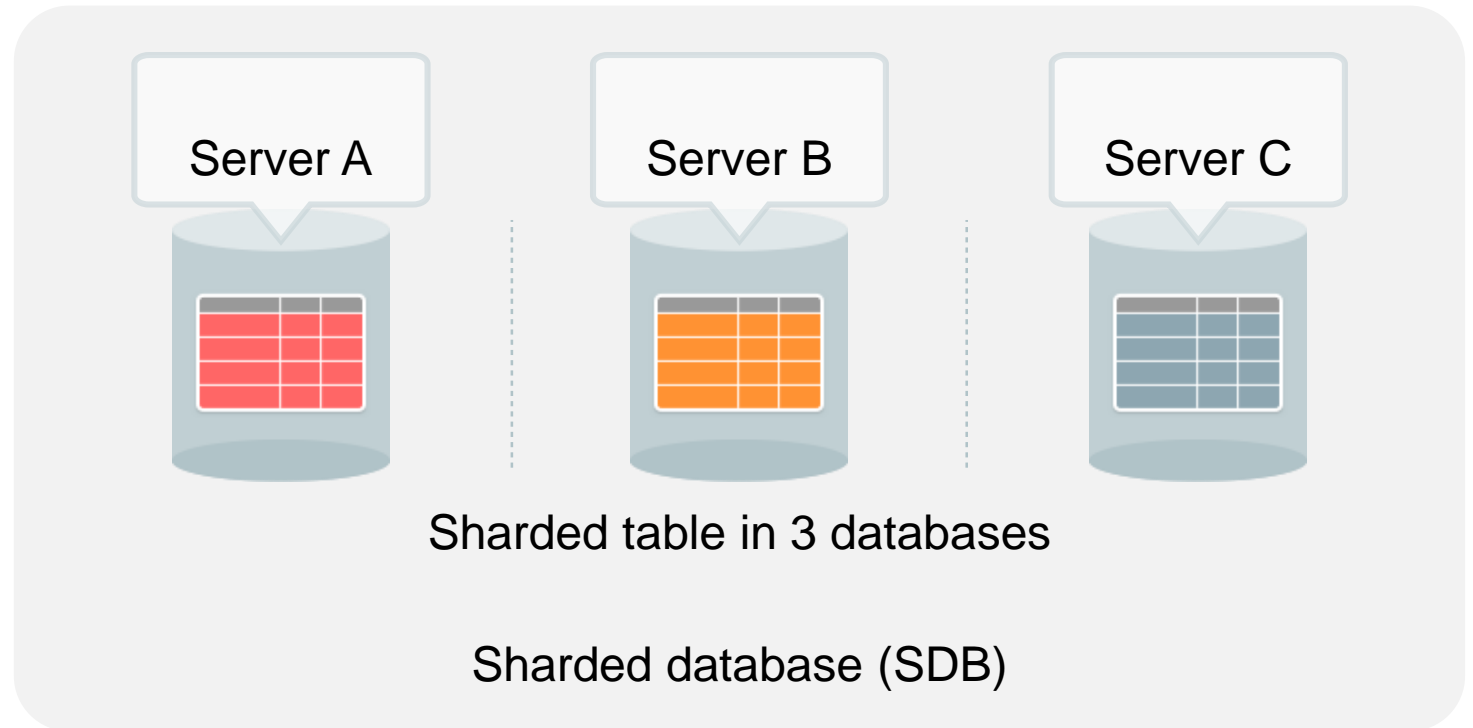 Server A
Server B
Server C
Sharded table in 3 databases
Sharded database (SDB)